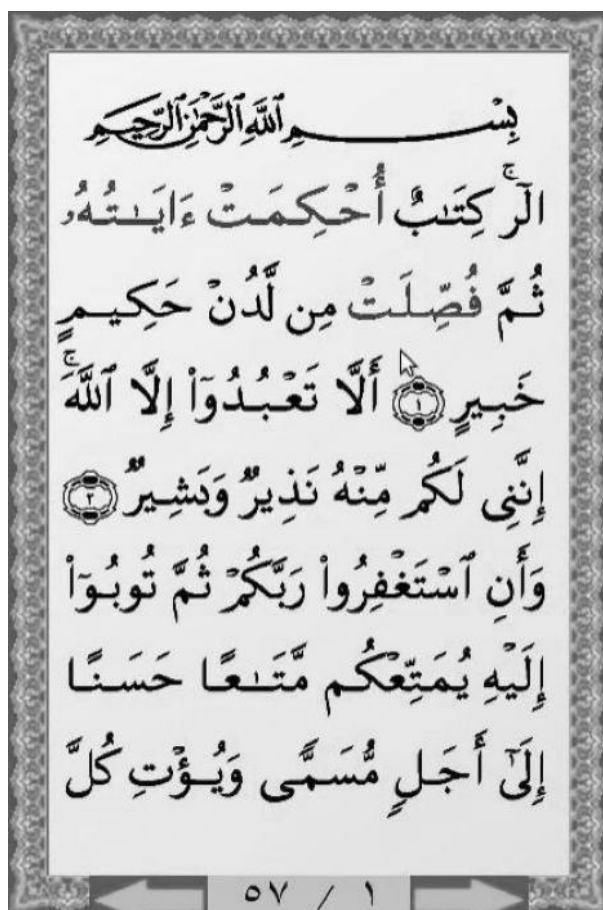 بِسْمِ ٱللَّهِ ٱلرَّحْمَٰنِ ٱلرَّحِيمِ
الٓرۚ كِتَٰبٌ أُحْكِمَتْ ءَايَٰتُهُۥ
ثُمَّ فُصِّلَتْ مِن لَّدُنْ حَكِيمٍ
خَبِيرٍ ١ أَلَّا تَعْبُدُوٓا۟ إِلَّا ٱللَّهَۚ
إِنَّنِى لَكُم مِّنْهُ نَذِيرٌ وَبَشِيرٌ ٢
وَأَنِ ٱسْتَغْفِرُوا۟ رَبَّكُمْ ثُمَّ تُوبُوٓا۟
إِلَيْهِ يُمَتِّعْكُم مَّتَٰعًا حَسَنًا
إِلَىٰٓ أَجَلٍ مُّسَمًّى وَيُؤْتِ كُلَّ
٥٧ / ١